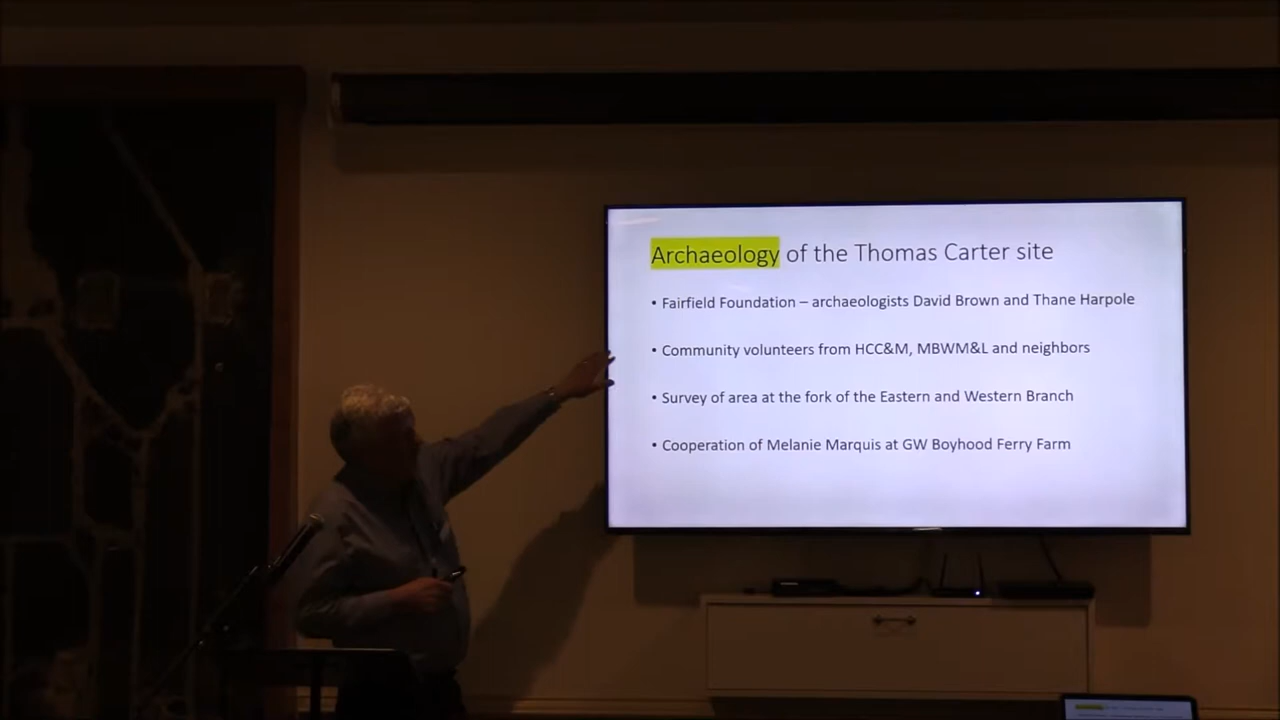 Archaeology of the Thomas Carter site
• Fairfield Foundation – archaeologists David Brown and Thane Harpole
• Community volunteers from HCC&M, MBWM&L and neighbors
• Survey of area at the fork of the Eastern and Western Branch
• Cooperation of Melanie Marquis at GW Boyhood Ferry Farm